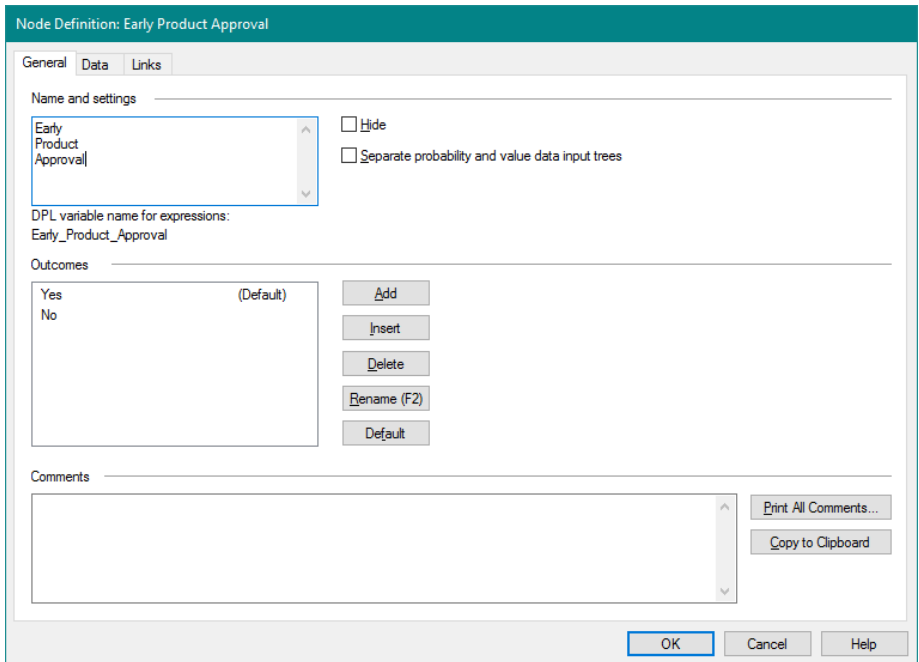 Node Definition: Early Product Approval
General Data Links
Name and settings
Early
Product
Approval
Hide
Separate probability and value data input trees
DPL variable name for expressions:
Early_Product_Approval
Outcomes
Yes (Default)
No
Add
Insert
Delete
Rename (F2)
Default
Comments
Print All Comments...
Copy to Clipboard
OK Cancel Help